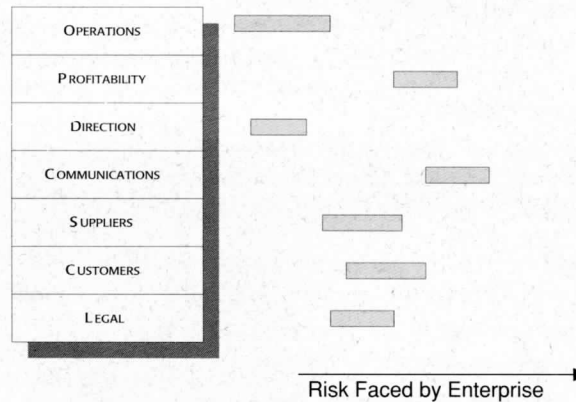 OPERATIONS
PROFITABILITY
DIRECTION
COMMUNICATIONS
SUPPLIERS
CUSTOMERS
LEGAL
Risk Faced by Enterprise